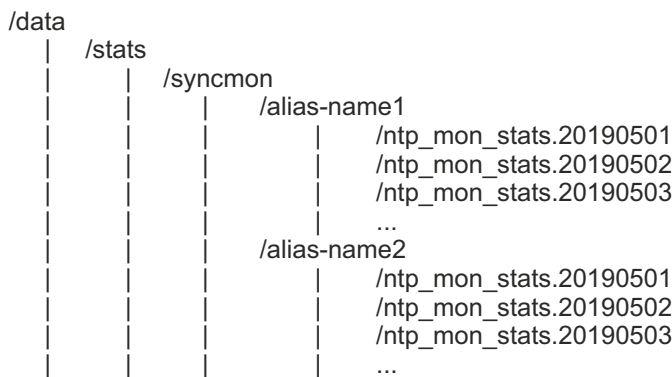 /data
| /stats
| | /syncmon
| | | /alias-name1
| | | | /ntp_mon_stats.20190501
| | | | /ntp_mon_stats.20190502
| | | | /ntp_mon_stats.20190503
| | | | ...
| | | /alias-name2
| | | | /ntp_mon_stats.20190501
| | | | /ntp_mon_stats.20190502
| | | | /ntp_mon_stats.20190503
| | | | ...